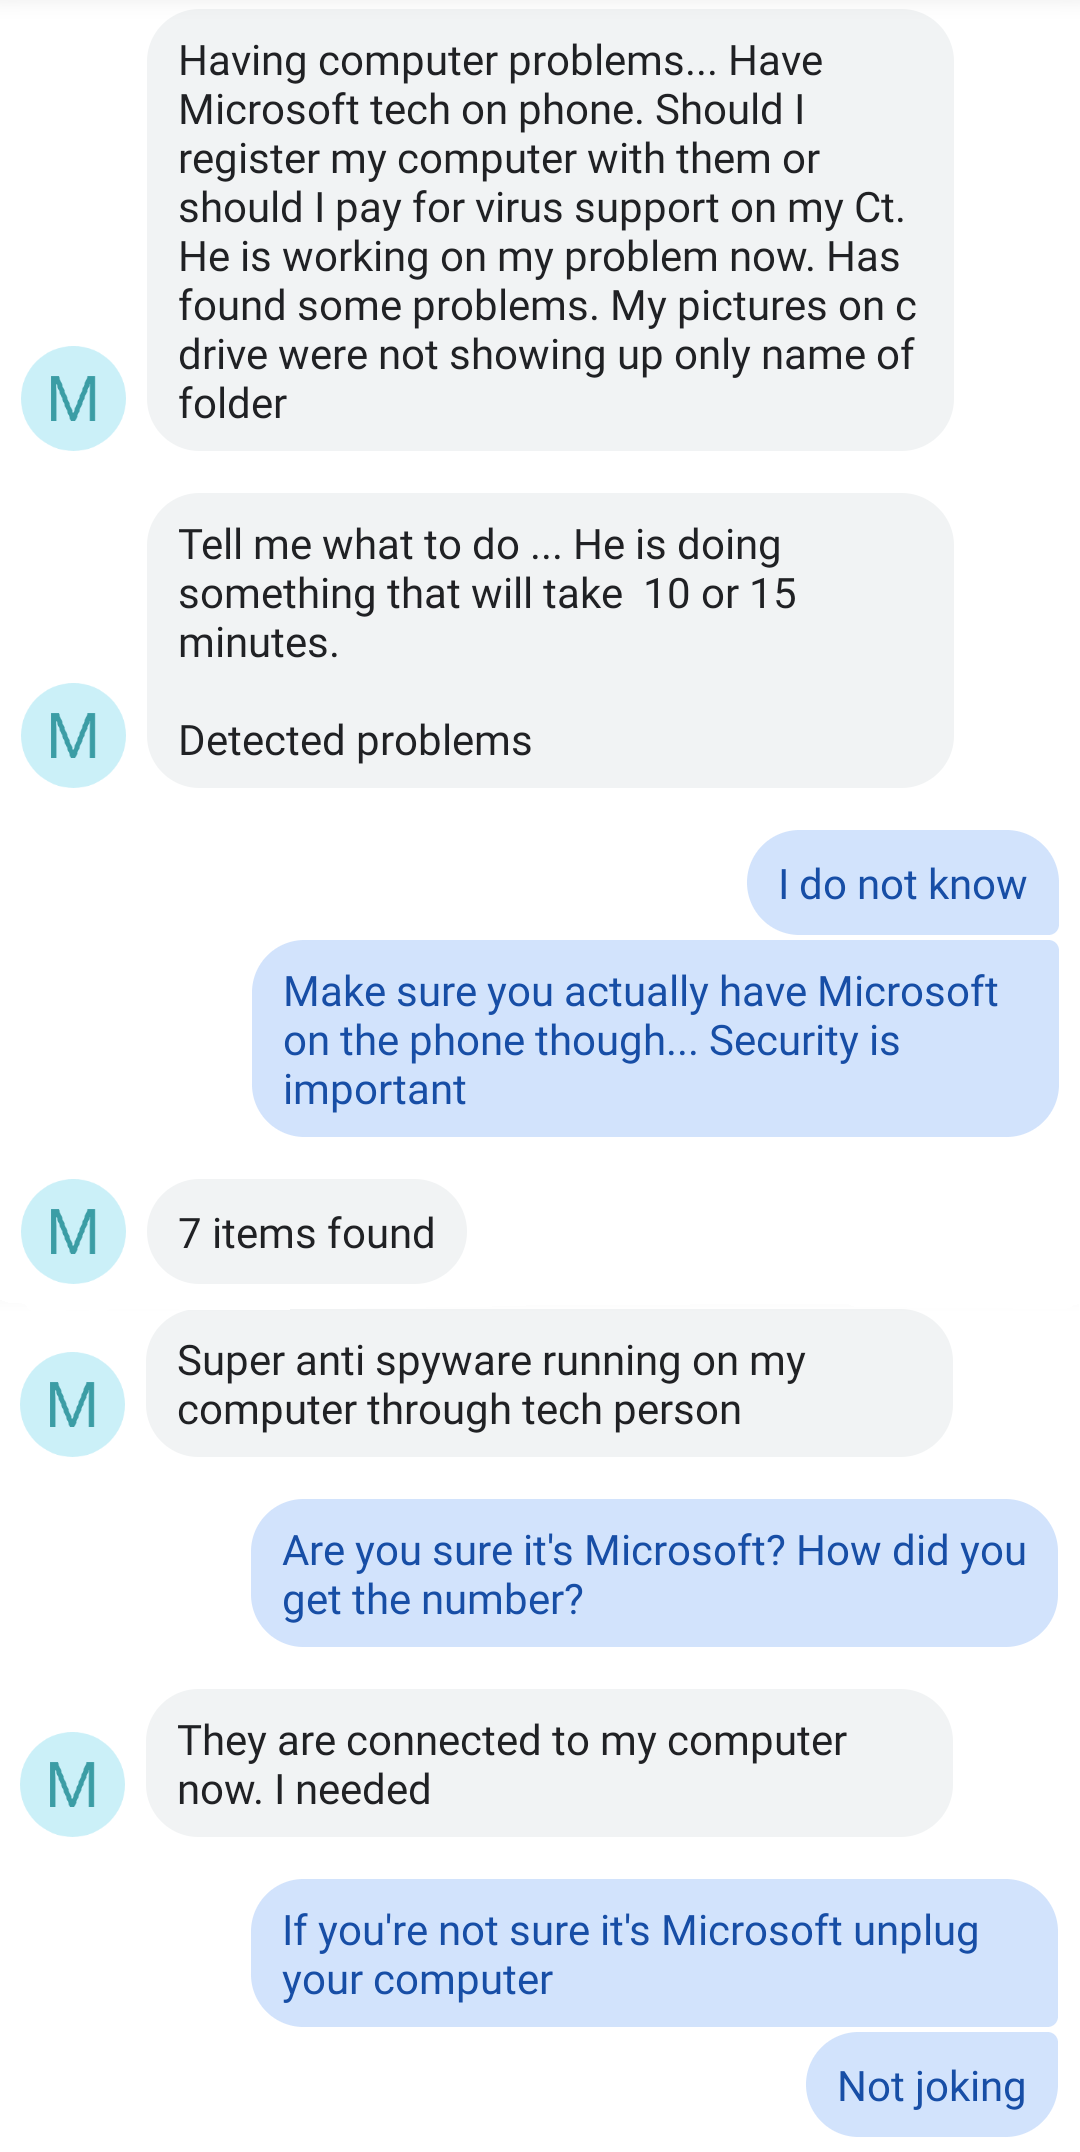 Having computer problems... Have
Microsoft tech on phone. Should I
register my computer with them or
should I pay for virus support on my Ct.
He is working on my problem now. Has
found some problems. My pictures on c
drive were not showing up only name of
folder
M
Tell me what to do ... He is doing
something that will take  10 or 15
minutes.
Detected problems
M
I do not know
Make sure you actually have Microsoft
on the phone though... Security is
important
M
7 items found
Super anti spyware running on my
computer through tech person
M
Are you sure it's Microsoft? How did you
get the number?
They are connected to my computer
now. I needed
M
If you're not sure it's Microsoft unplug
your computer
Not joking